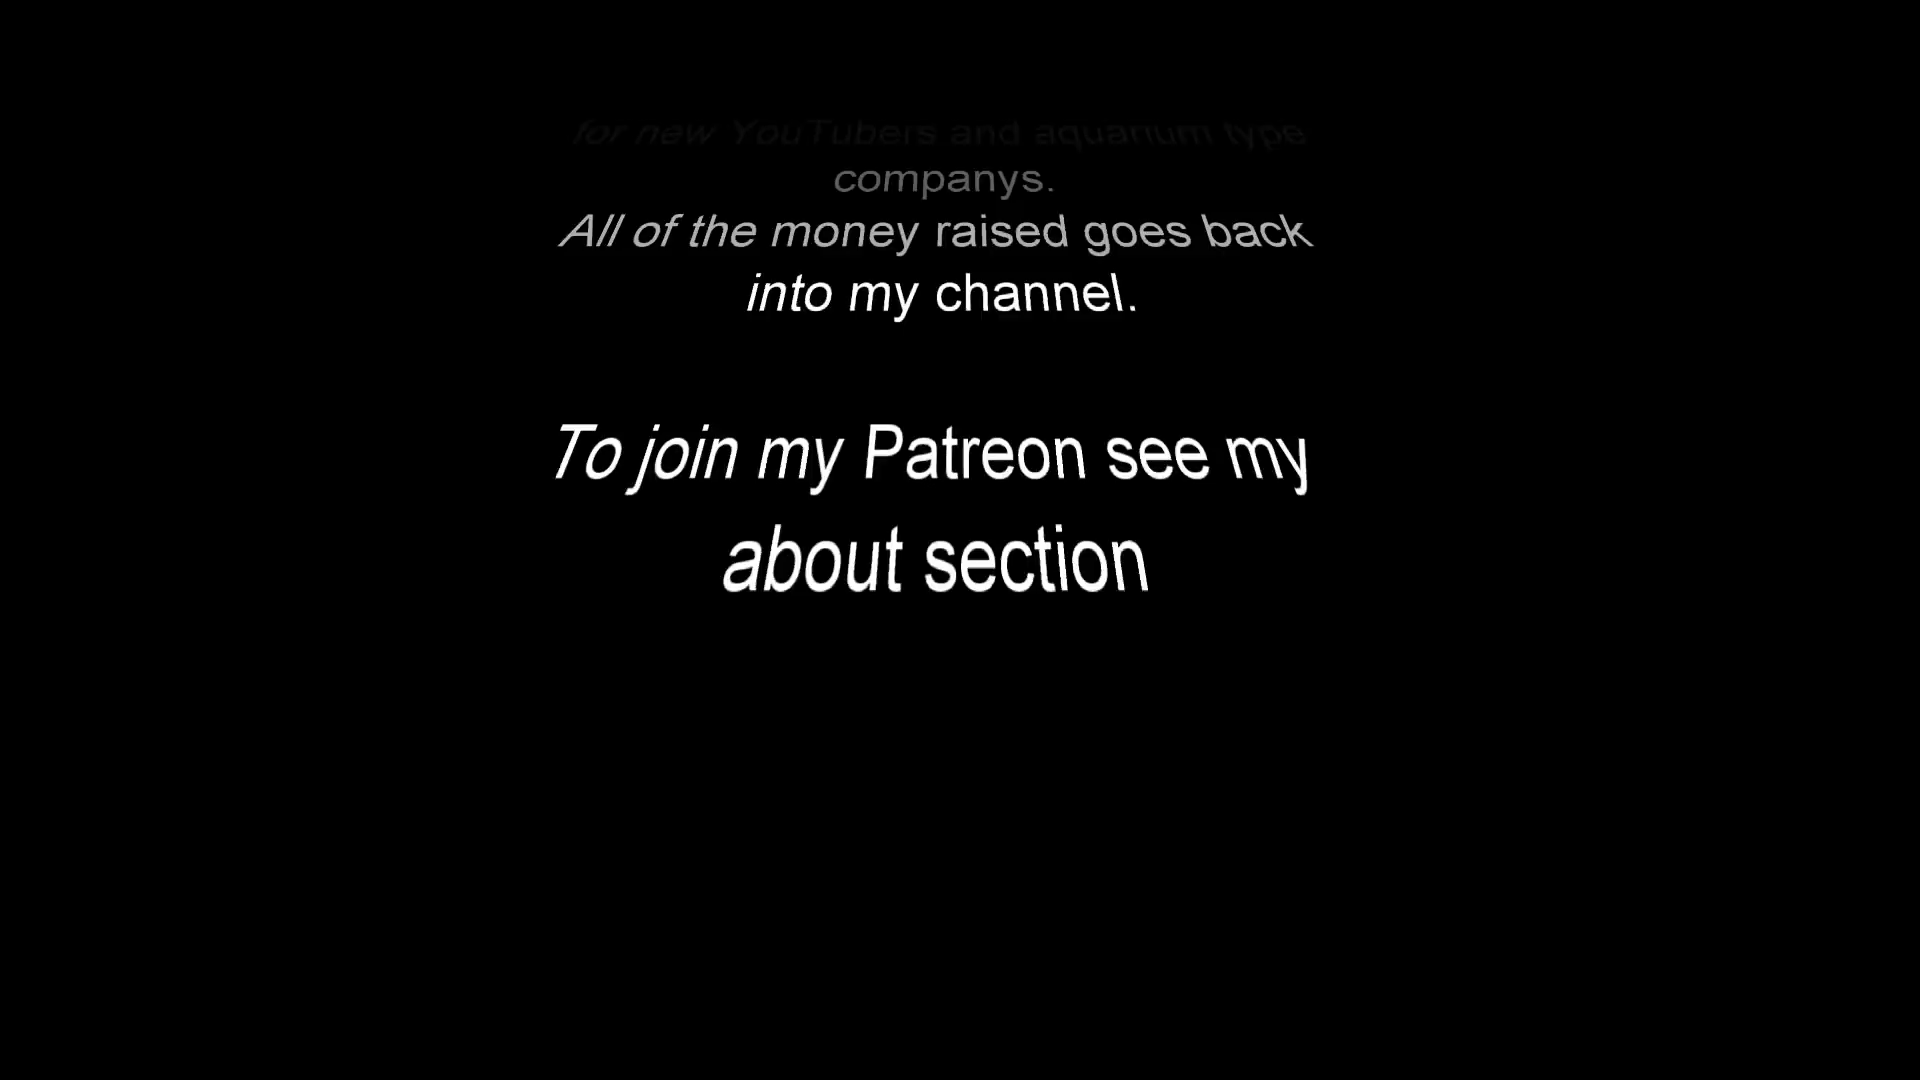 for new YouTubers and aquarium type
companys.
All of the money raised goes back
into my channel.
To join my Patreon see my
about section